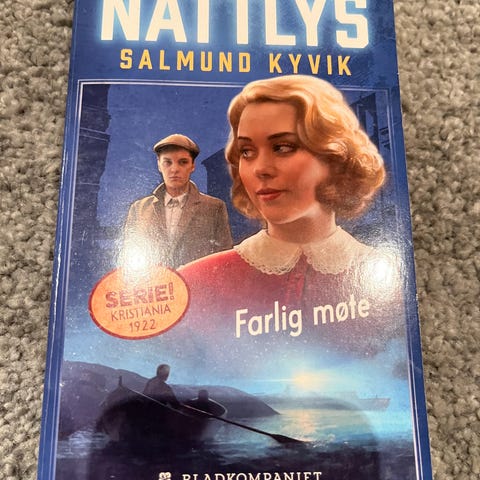 NATTLYS
SALMUND KYVIK
SERIE!
KRISTIANIA
1922
Farlig møte
BLADKOMPANIET